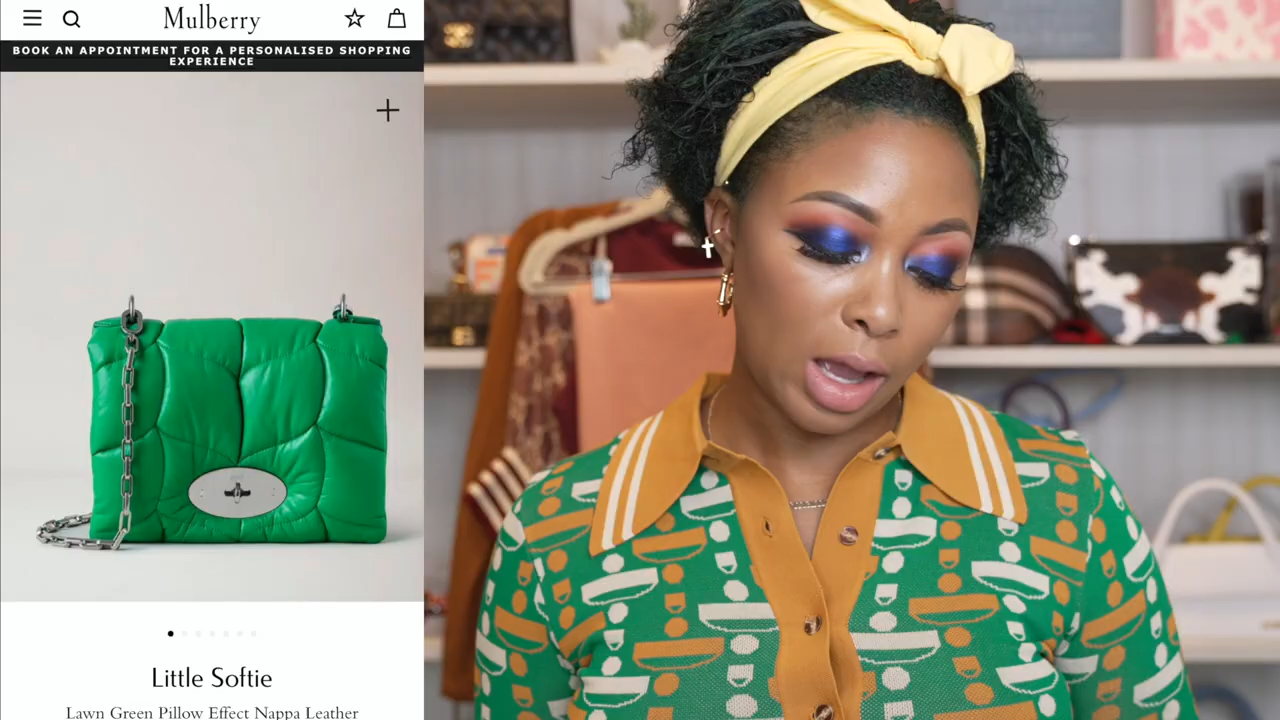 Mulberry
BOOK AN APPOINTMENT FOR A PERSONALISED SHOPPING
EXPERIENCE
Little Softie
Lawn Green Pillow Effect Nappa Leather